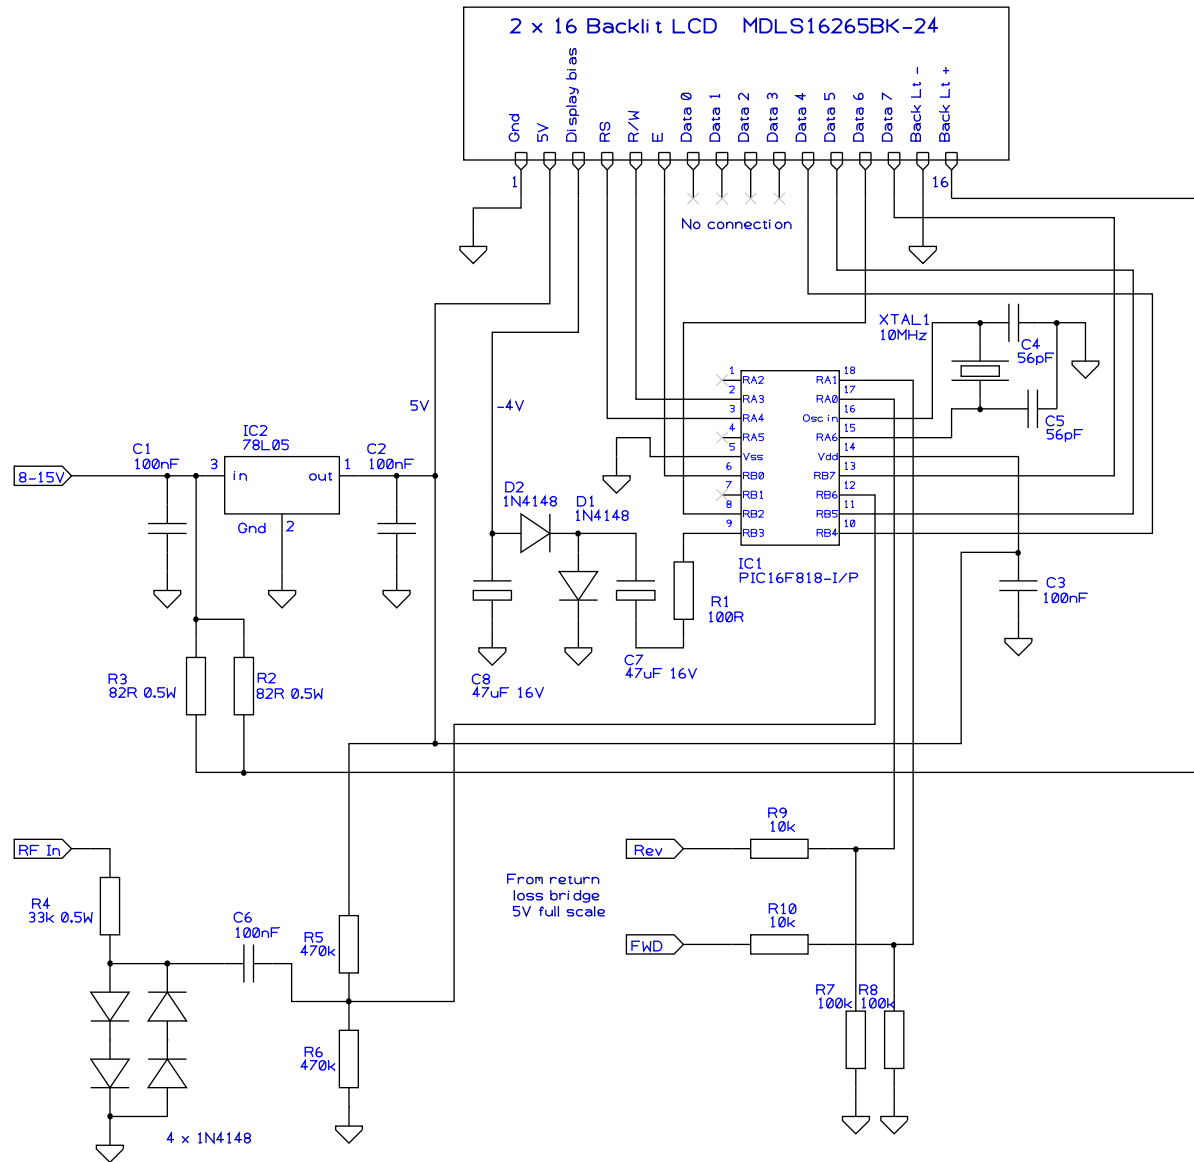 2 x 16 Backlit LCD MDLS16265BK-24
Gnd
5V
Display bias
RS
R/W
E
Data 0
Data 1
Data 2
Data 3
Data 4
Data 5
Data 6
Data 7
Back Lt -
Back Lt +
1
16
No connection
XTAL1
10MHz
C4
56pF
C5
56pF
5V
-4V
1
2
3
4
5
6
7
8
9
RA2
RA3
RA4
RA5
Vss
RB0
RB1
RB2
RB3
18
17
16
15
14
13
12
11
10
RA1
RA0
Oscin
RA6
Vdd
RB7
RB6
RB5
RB4
IC1
PIC16F818-I/P
8-15V
C1
100nF
IC2
78L05
3
in
out
1
Gnd
2
C2
100nF
D2
1N4148
D1
1N4148
R1
100R
C3
100nF
C7
47uF 16V
C8
47uF 16V
R3
82R 0.5W
R2
82R 0.5W
RF In
R4
33k 0.5W
C6
100nF
R5
470k
R6
470k
4 x 1N4148
From return
loss bridge
5V full scale
Rev
R9
10k
FWD
R10
10k
R7
100k
R8
100k